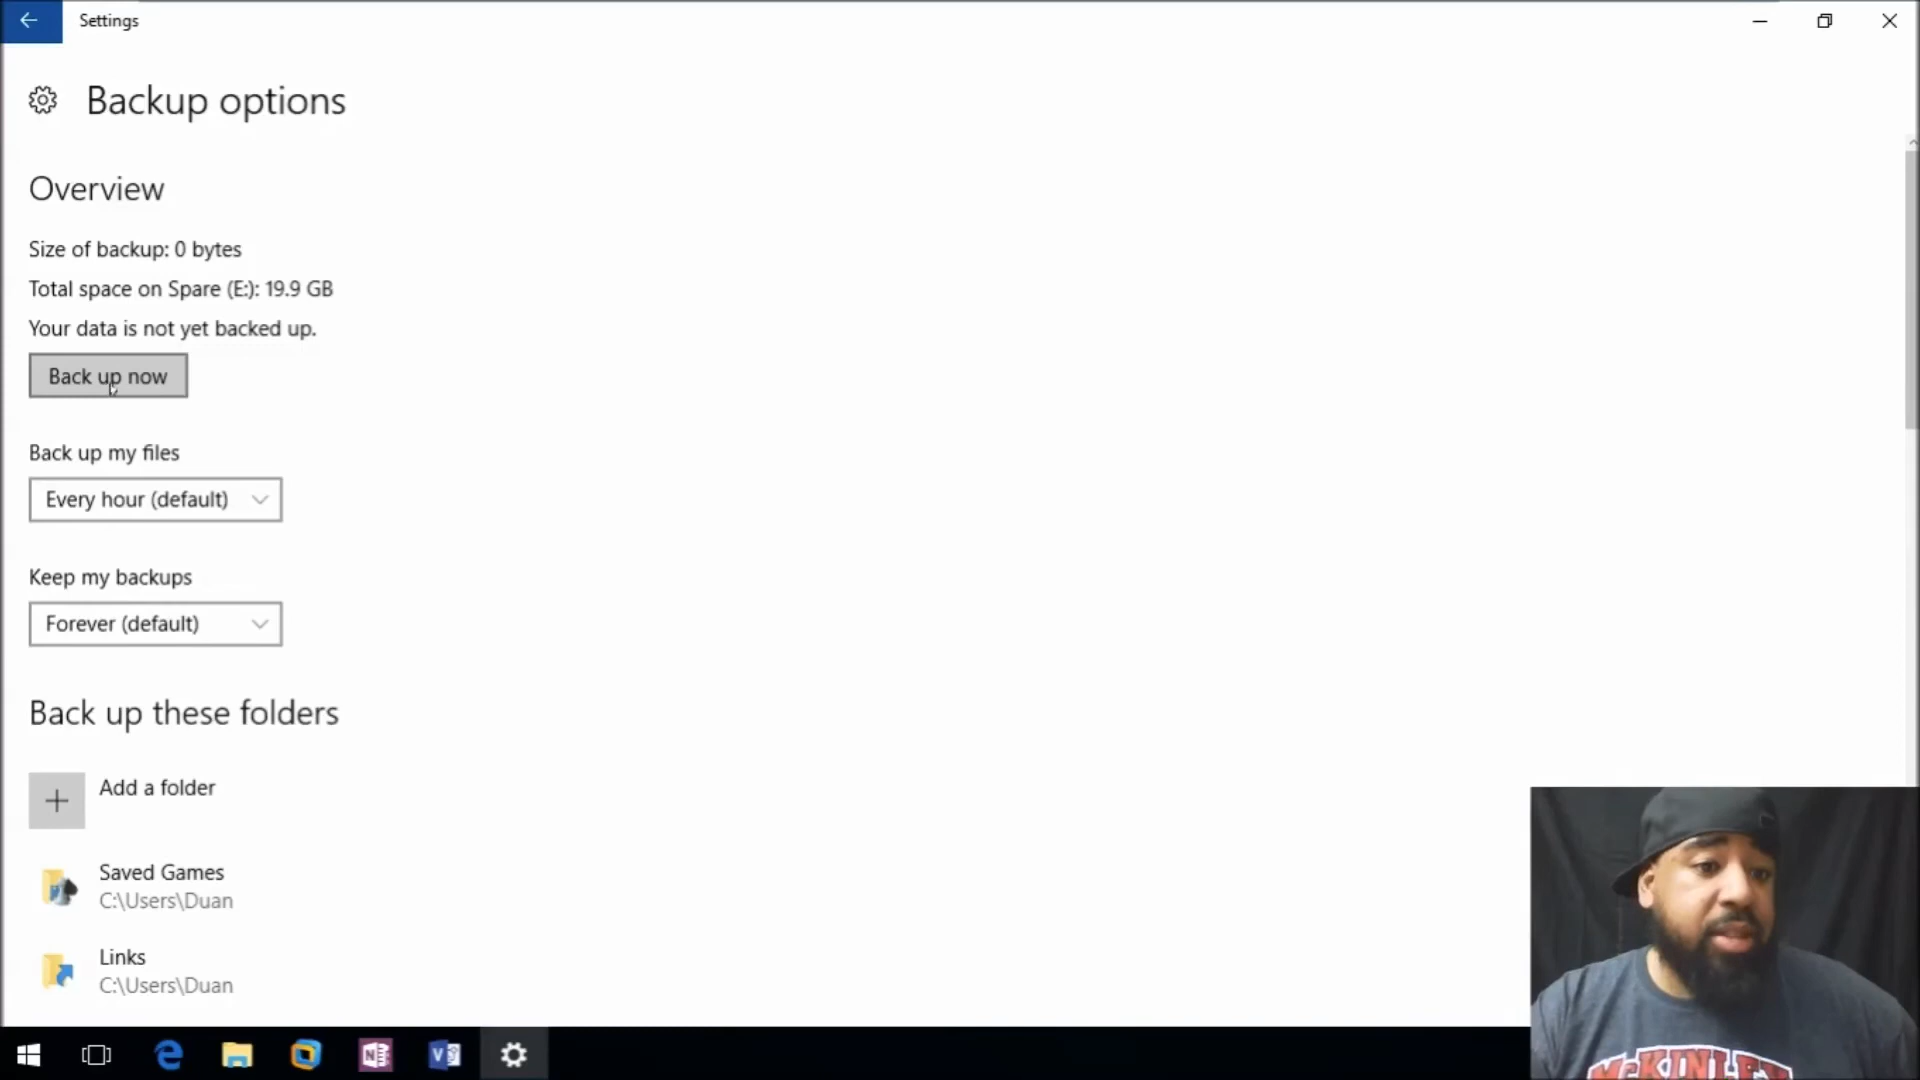 Settings
Backup options
Overview
Size of backup: 0 bytes
Total space on Spare (E:): 19.9 GB
Your data is not yet backed up.
Back up now
Back up my files
Every hour (default)
Keep my backups
Forever (default)
Back up these folders
Add a folder
Saved Games
C:\Users\Duan
Links
C:\Users\Duan
McKINLEY